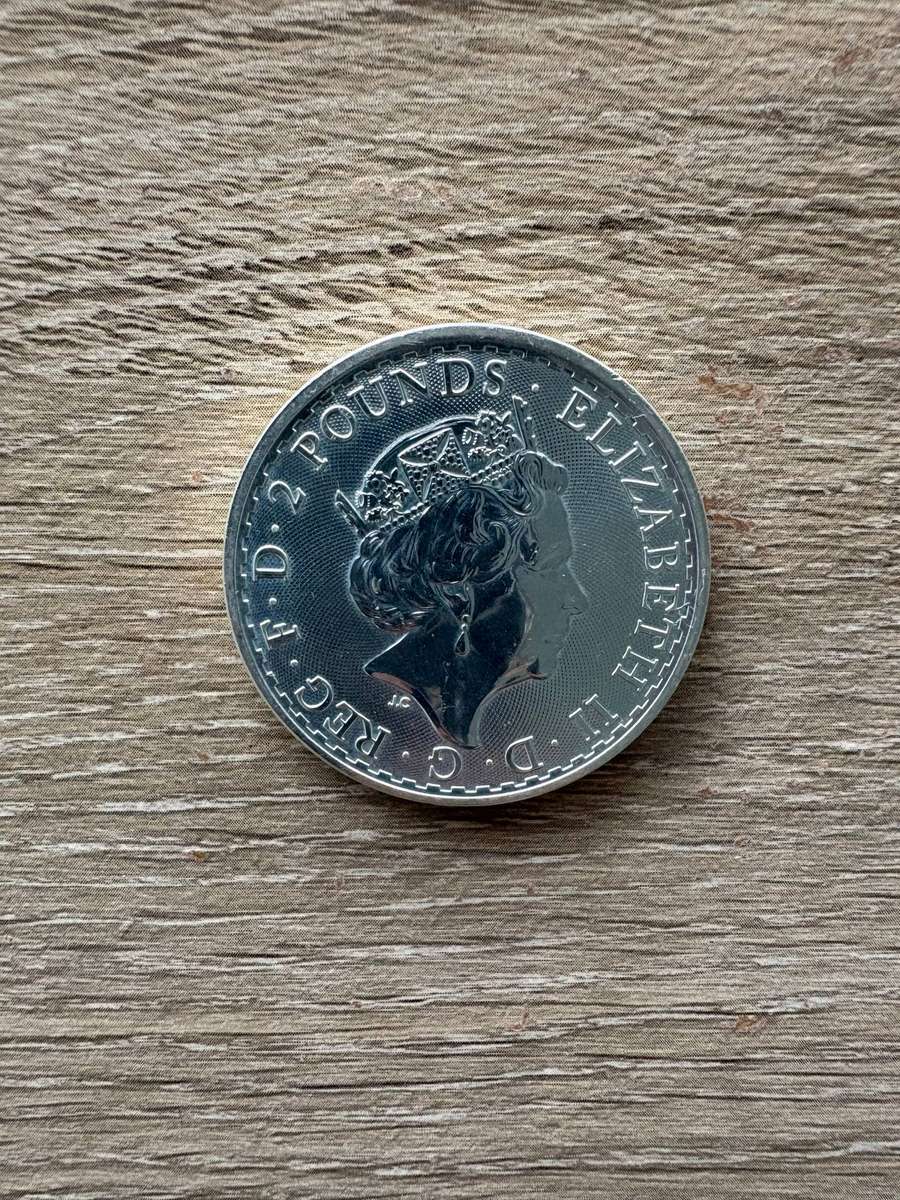 ELIZABETH II · D · G · REG · F · D · 2 POUNDS ·
JC